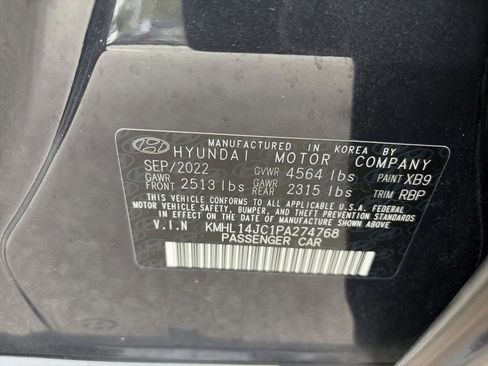 MANUFACTURED IN KOREA BY
HYUNDAI MOTOR COMPANY
SEP/2022 GVWR 4564 lbs PAINT XB9
GAWR FRONT 2513 lbs GAWR REAR 2315 lbs TRIM RBP
THIS VEHICLE CONFORMS TO ALL APPLICABLE U.S.A. FEDERAL
MOTOR VEHICLE SAFETY, BUMPER, AND THEFT PREVENTION STANDARDS
IN EFFECT ON THE DATE OF MANUFACTURE SHOWN ABOVE.
V.I.N KMHL14JC1PA274768
PASSENGER CAR